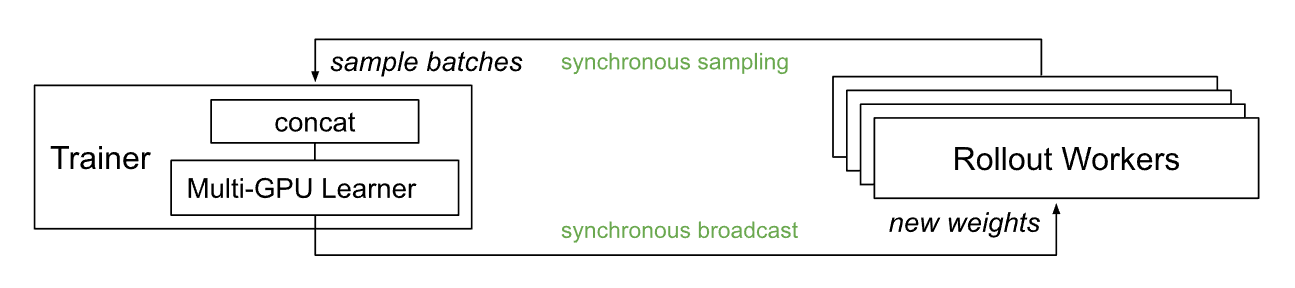 sample batches
synchronous sampling
concat
Trainer
Multi-GPU Learner
Rollout Workers
synchronous broadcast
new weights